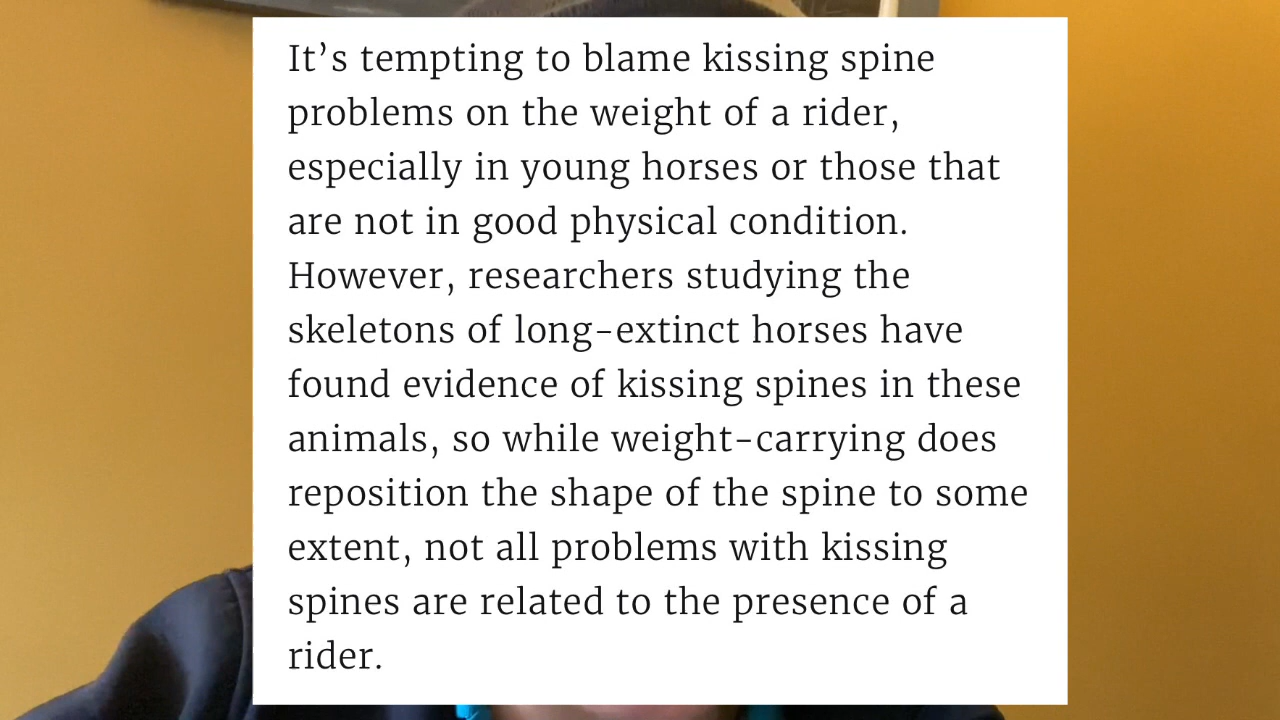 It’s tempting to blame kissing spine
problems on the weight of a rider,
especially in young horses or those that
are not in good physical condition.
However, researchers studying the
skeletons of long-extinct horses have
found evidence of kissing spines in these
animals, so while weight-carrying does
reposition the shape of the spine to some
extent, not all problems with kissing
spines are related to the presence of a
rider.